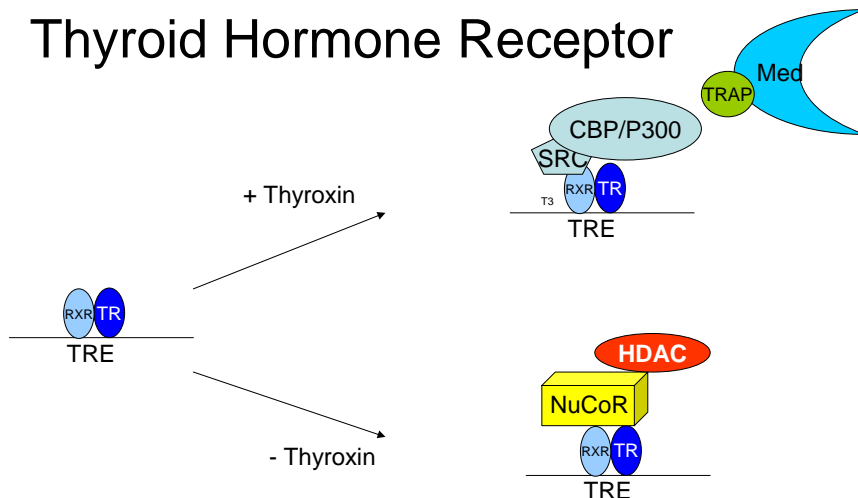 Thyroid Hormone Receptor
Med
TRAP
CBP/P300
SRC
+ Thyroxin
T3
RXR
TR
TRE
RXR
TR
TRE
HDAC
NuCoR
- Thyroxin
RXR
TR
TRE